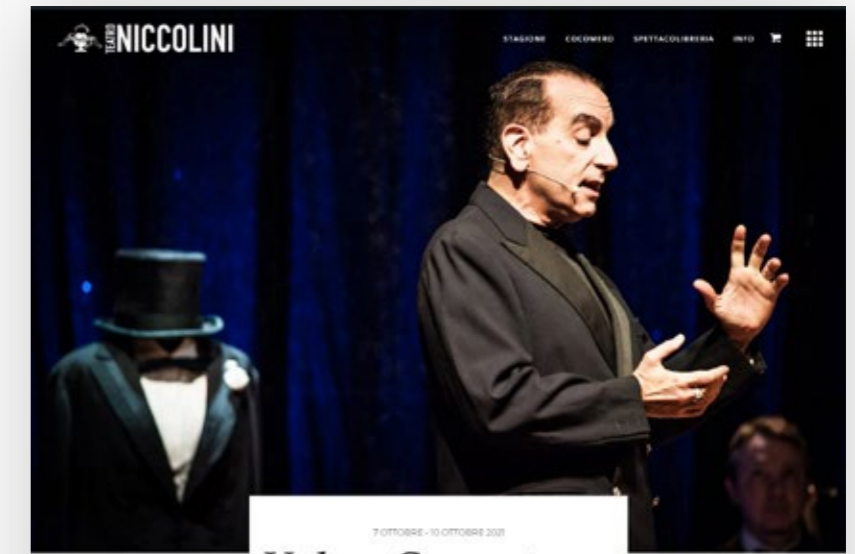 TEATRO NICCOLINI
STAGIONE COCOMERO SPETTACOLIBRERIA INFO
7 OTTOBRE - 10 OTTOBRE 2021